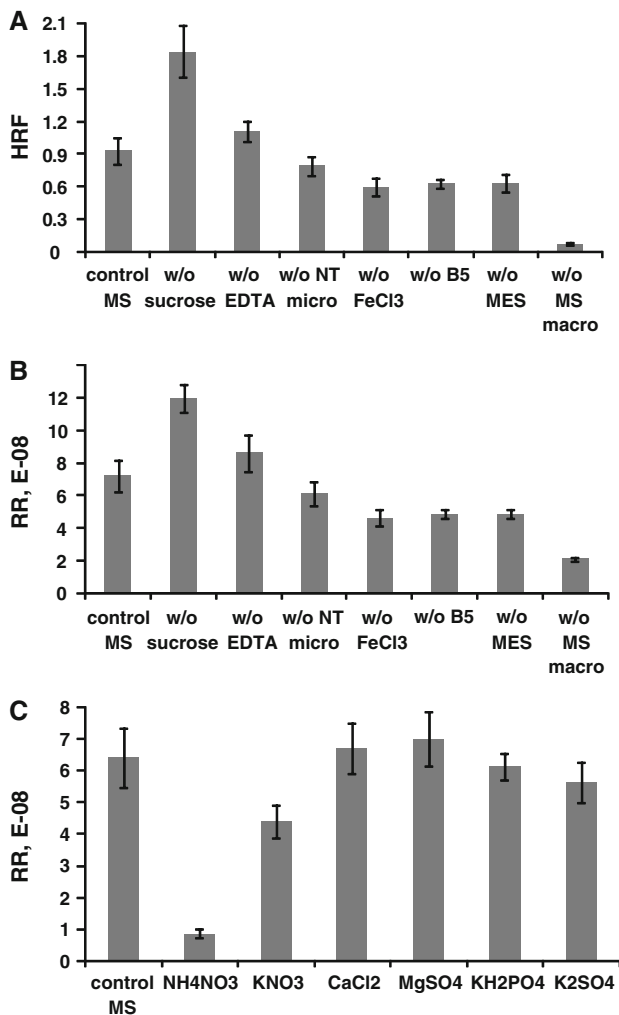 A
HRF
2.1
1.8
1.5
1.2
0.9
0.6
0.3
0
control MS
w/o sucrose
w/o EDTA
w/o NT micro
w/o FeCl3
w/o B5
w/o MES
w/o MS macro
B
RR, E-08
12
10
8
6
4
2
0
control MS
w/o sucrose
w/o EDTA
w/o NT micro
w/o FeCl3
w/o B5
w/o MES
w/o MS macro
C
RR, E-08
8
7
6
5
4
3
2
1
0
control MS
NH4NO3
KNO3
CaCl2
MgSO4
KH2PO4
K2SO4